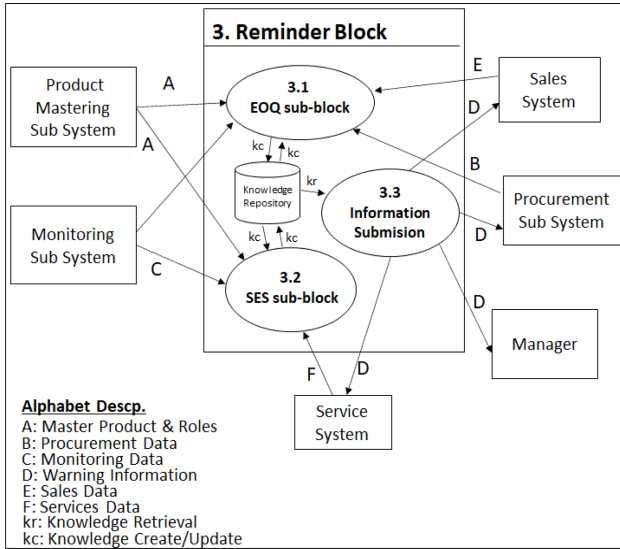 3. Reminder Block
Product
Mastering
Sub System
A
A
3.1
EOQ sub-block
E
Sales
System
D
kc
kc
B
Knowledge
Repository
kr
3.3
Information
Submision
Procurement
Sub System
D
Monitoring
Sub System
C
kc
kc
3.2
SES sub-block
D
Manager
F
D
Service
System
Alphabet Descp.
A: Master Product & Roles
B: Procurement Data
C: Monitoring Data
D: Warning Information
E: Sales Data
F: Services Data
kr: Knowledge Retrieval
kc: Knowledge Create/Update